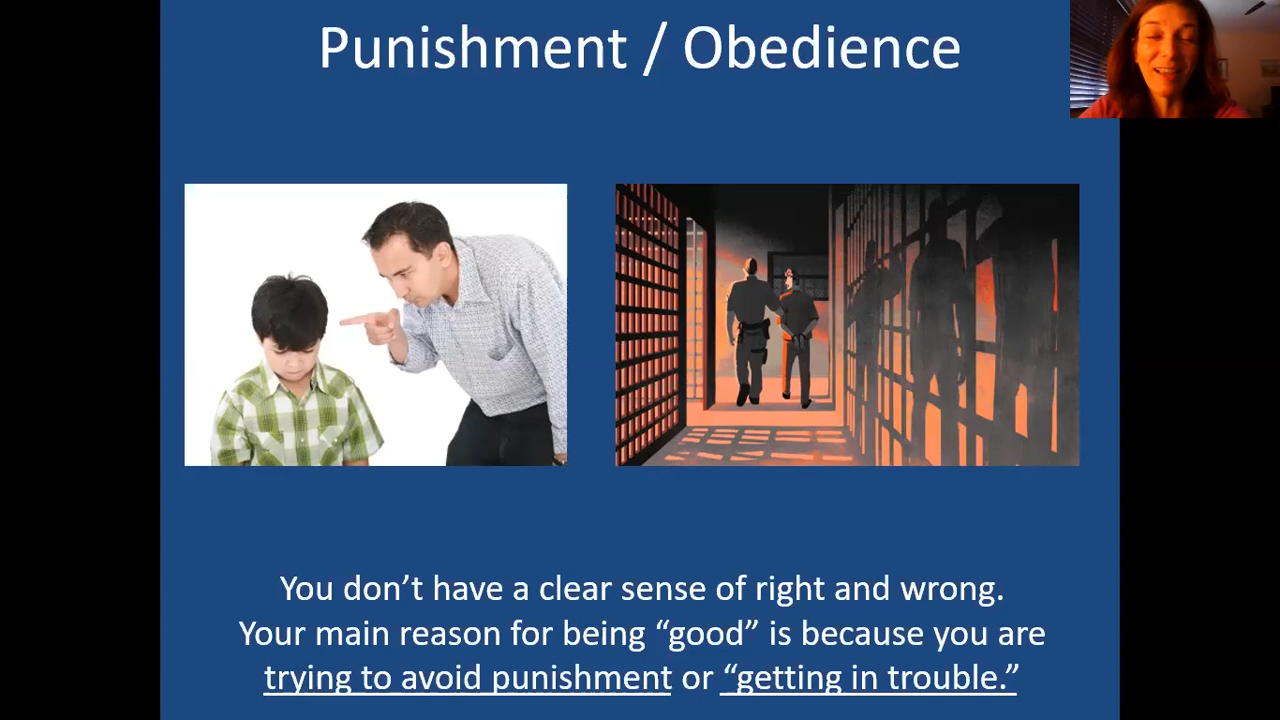 Punishment / Obedience
You don’t have a clear sense of right and wrong.
Your main reason for being “good” is because you are
trying to avoid punishment or “getting in trouble.”